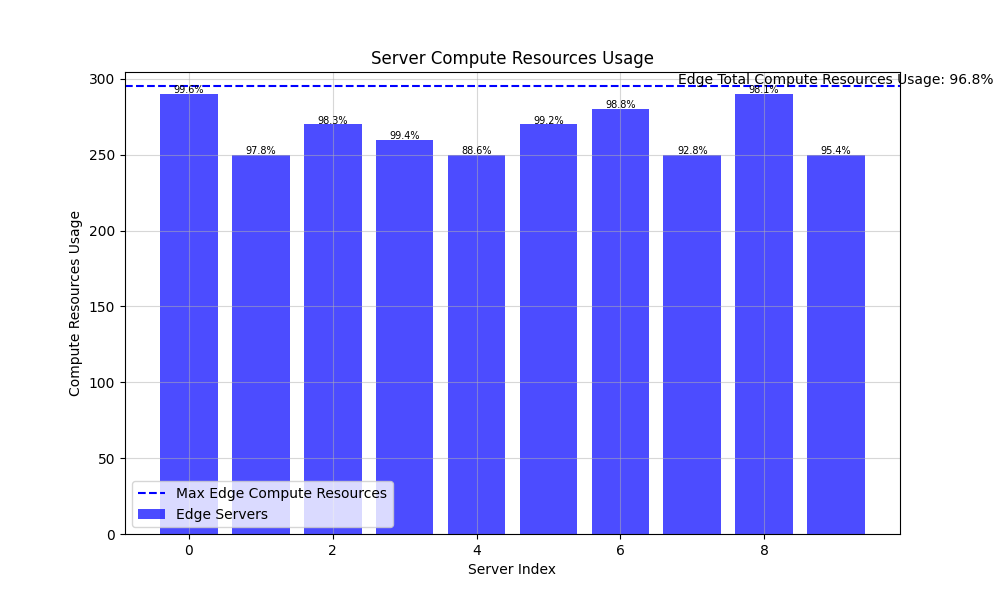 Server Compute Resources Usage
Edge Total Compute Resources Usage: 96.8%
99.6%
97.8%
98.3%
99.4%
88.6%
99.2%
98.8%
92.8%
98.1%
95.4%
300
250
200
150
100
50
0
Compute Resources Usage
Max Edge Compute Resources
Edge Servers
0 2 4 6 8
Server Index